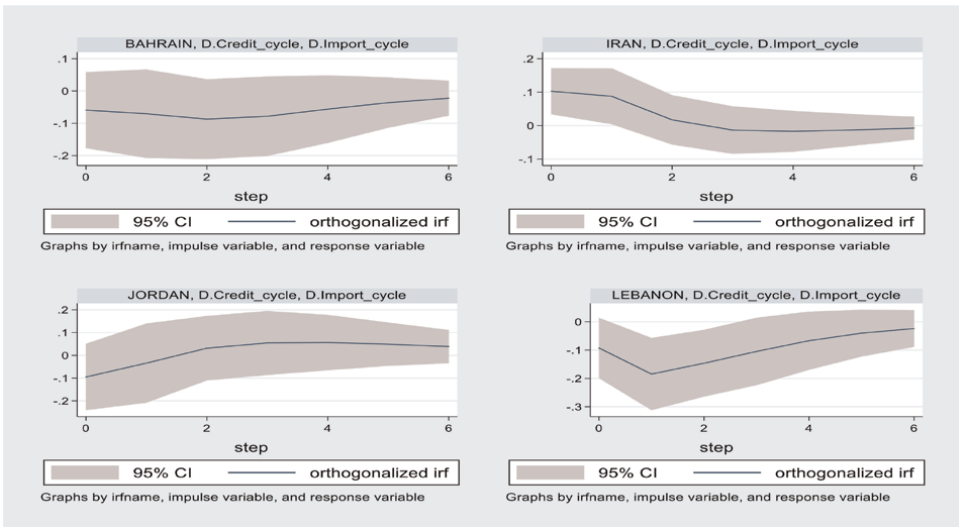 BAHRAIN, D.Credit_cycle, D.Import_cycle
.1
0
-.1
-.2
0 2 4 6
step
95% CI orthogonalized irf
Graphs by irfname, impulse variable, and response variable
IRAN, D.Credit_cycle, D.Import_cycle
.2
.1
0
-.1
0 2 4 6
step
95% CI orthogonalized irf
Graphs by irfname, impulse variable, and response variable
JORDAN, D.Credit_cycle, D.Import_cycle
.2
.1
0
-.1
-.2
0 2 4 6
step
95% CI orthogonalized irf
Graphs by irfname, impulse variable, and response variable
LEBANON, D.Credit_cycle, D.Import_cycle
0
-.1
-.2
-.3
0 2 4 6
step
95% CI orthogonalized irf
Graphs by irfname, impulse variable, and response variable